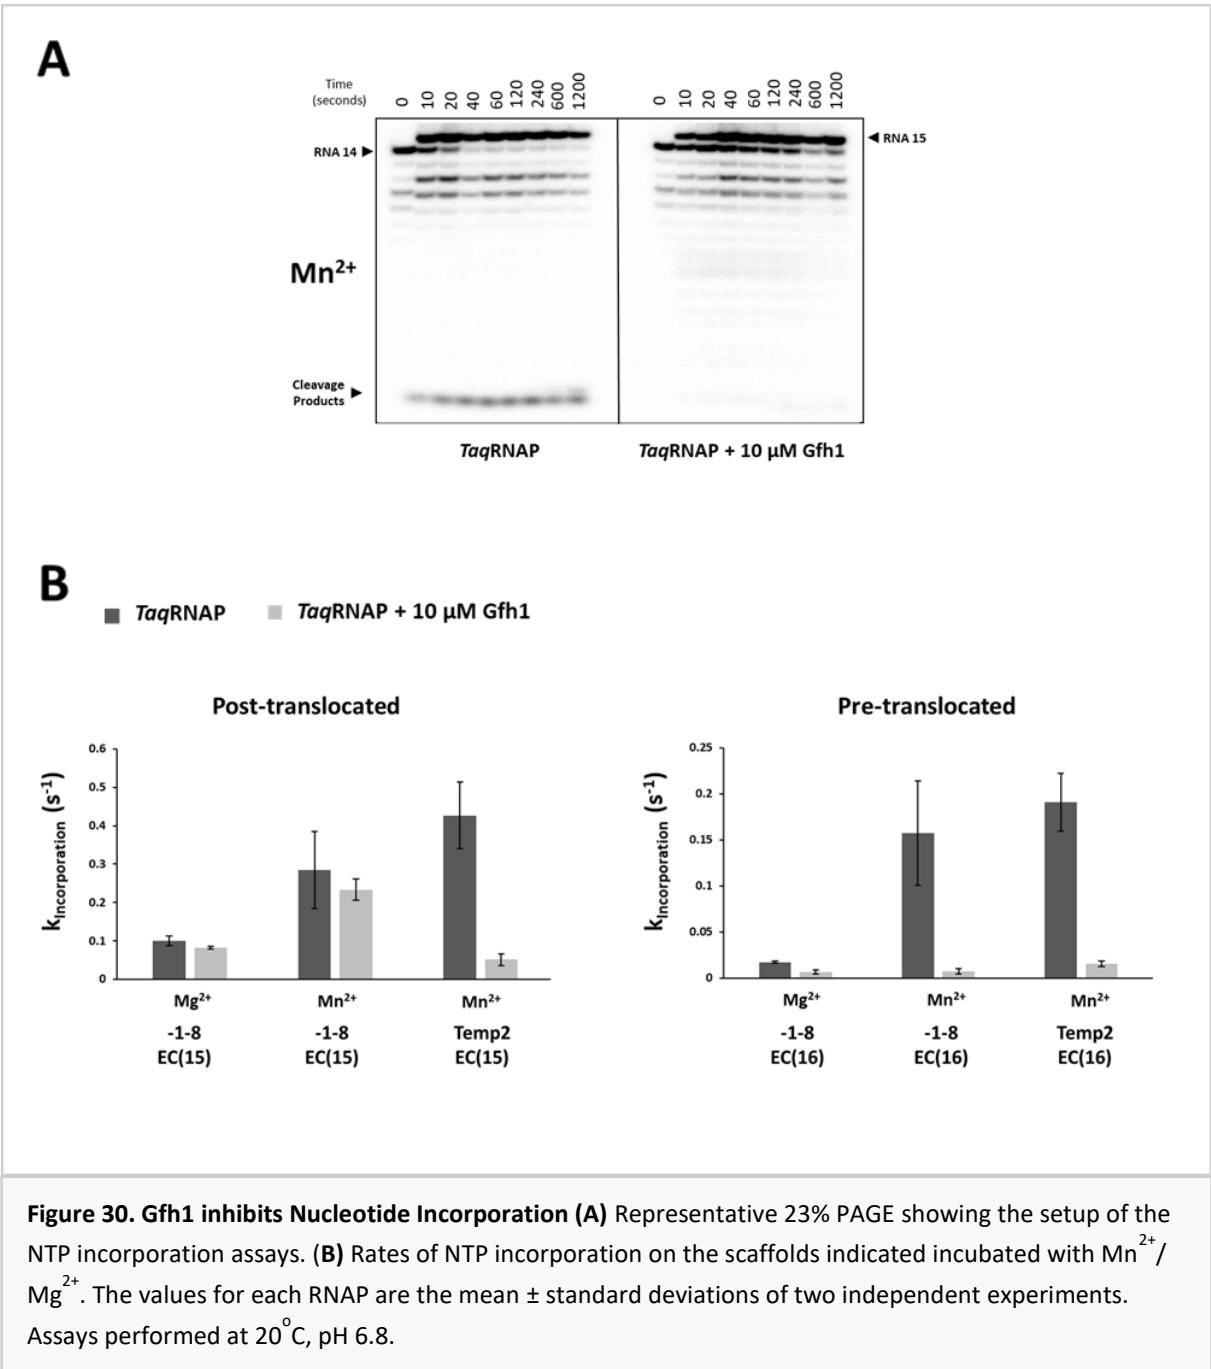 A
Time
(seconds)
0 10 20 40 60 120 240 600 1200
0 10 20 40 60 120 240 600 1200
RNA 14
RNA 15
Mn²⁺
Cleavage
Products
TaqRNAP
TaqRNAP + 10 μM Gfh1
B
TaqRNAP
TaqRNAP + 10 μM Gfh1
Post-translocated
kIncorporation (s⁻¹)
0.6
0.5
0.4
0.3
0.2
0.1
0
Mg²⁺ Mn²⁺ Mn²⁺
-1-8 -1-8 Temp2
EC(15) EC(15) EC(15)
Pre-translocated
kIncorporation (s⁻¹)
0.25
0.2
0.15
0.1
0.05
0
Mg²⁺ Mn²⁺ Mn²⁺
-1-8 -1-8 Temp2
EC(16) EC(16) EC(16)
Figure 30. Gfh1 inhibits Nucleotide Incorporation (A) Representative 23% PAGE showing the setup of the
NTP incorporation assays. (B) Rates of NTP incorporation on the scaffolds indicated incubated with Mn²⁺/
Mg²⁺. The values for each RNAP are the mean ± standard deviations of two independent experiments.
Assays performed at 20°C, pH 6.8.